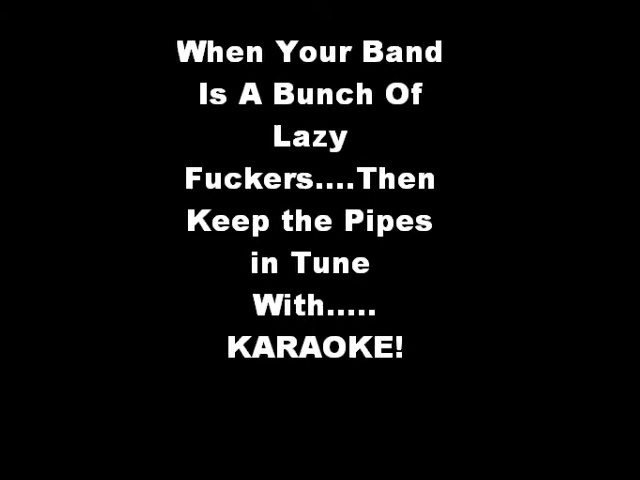 When Your Band
Is A Bunch Of
Lazy
Fuckers....Then
Keep the Pipes
in Tune
With.....
KARAOKE!